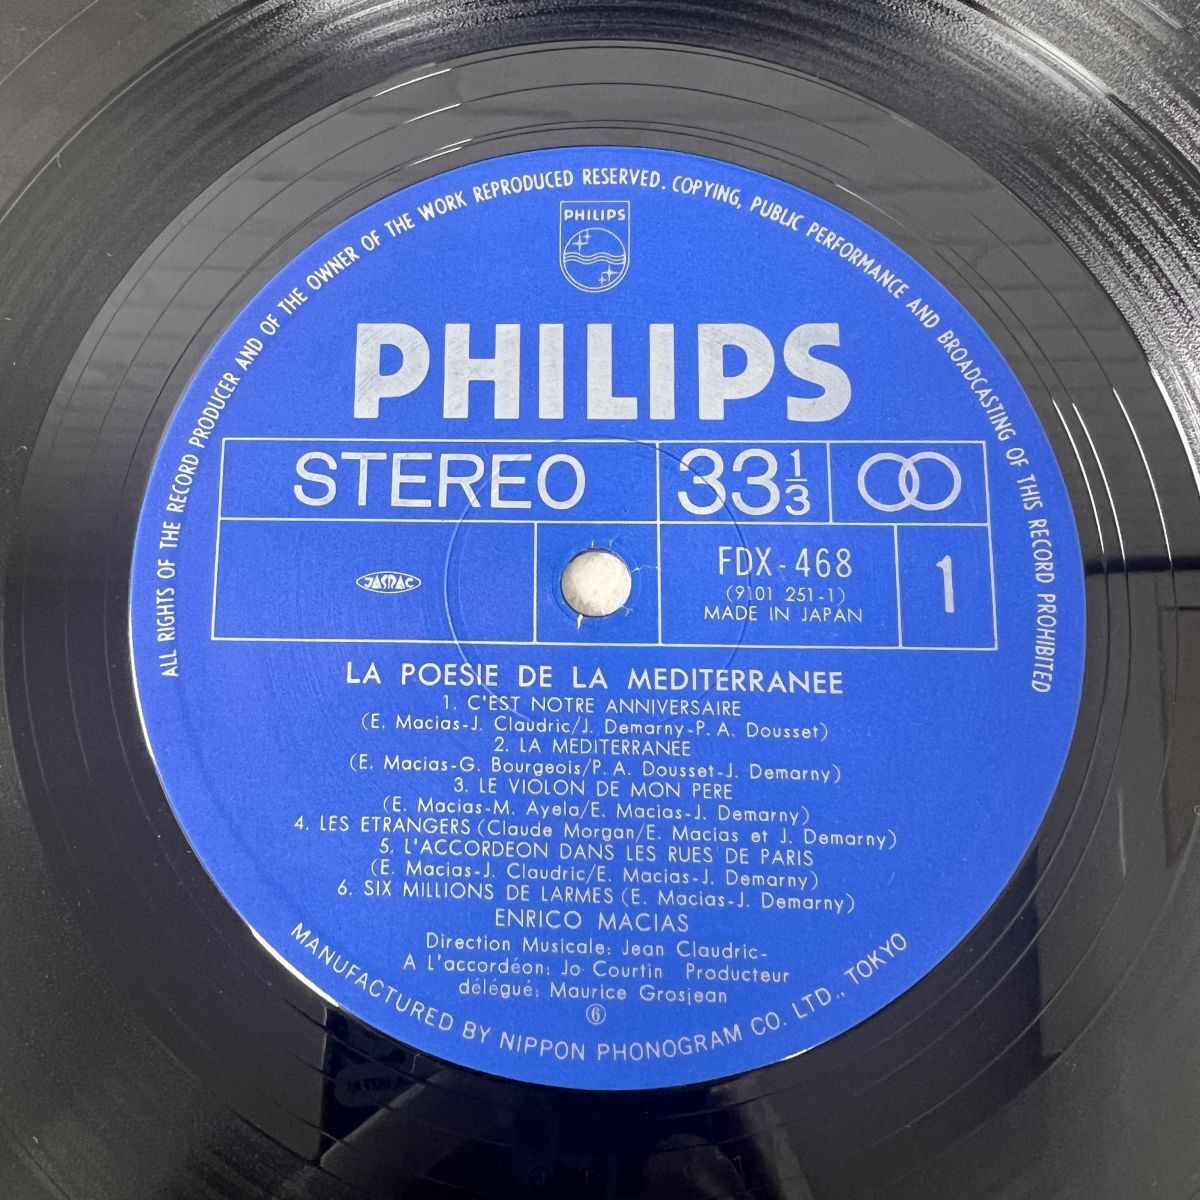 ALL RIGHTS OF THE RECORD PRODUCER AND OF THE OWNER OF THE WORK REPRODUCED RESERVED. COPYING, PUBLIC PERFORMANCE AND BROADCASTING OF THIS RECORD PROHIBITED
PHILIPS
PHILIPS
STEREO 33⅓
JASRAC
FDX-468
(9101 251-1)
MADE IN JAPAN
1
LA POESIE DE LA MEDITERRANEE
1. C'EST NOTRE ANNIVERSAIRE
(E. Macias-J. Claudric/J. Demarny-P. A. Dousset)
2. LA MEDITERRANEE
(E. Macias-G. Bourgeois/P. A. Dousset-J. Demarny)
3. LE VIOLON DE MON PERE
(E. Macias-M. Ayela/E. Macias-J. Demarny)
4. LES ETRANGERS (Claude Morgan/E. Macias et J. Demarny)
5. L'ACCORDEON DANS LES RUES DE PARIS
(E. Macias-J. Claudric/E. Macias-J. Demarny)
6. SIX MILLIONS DE LARMES (E. Macias-J. Demarny)
ENRICO MACIAS
Direction Musicale: Jean Claudric-
A L'accordéon: Jo Courtin Producteur
délégué: Maurice Grosjean
⑥
MANUFACTURED BY NIPPON PHONOGRAM CO. LTD., TOKYO